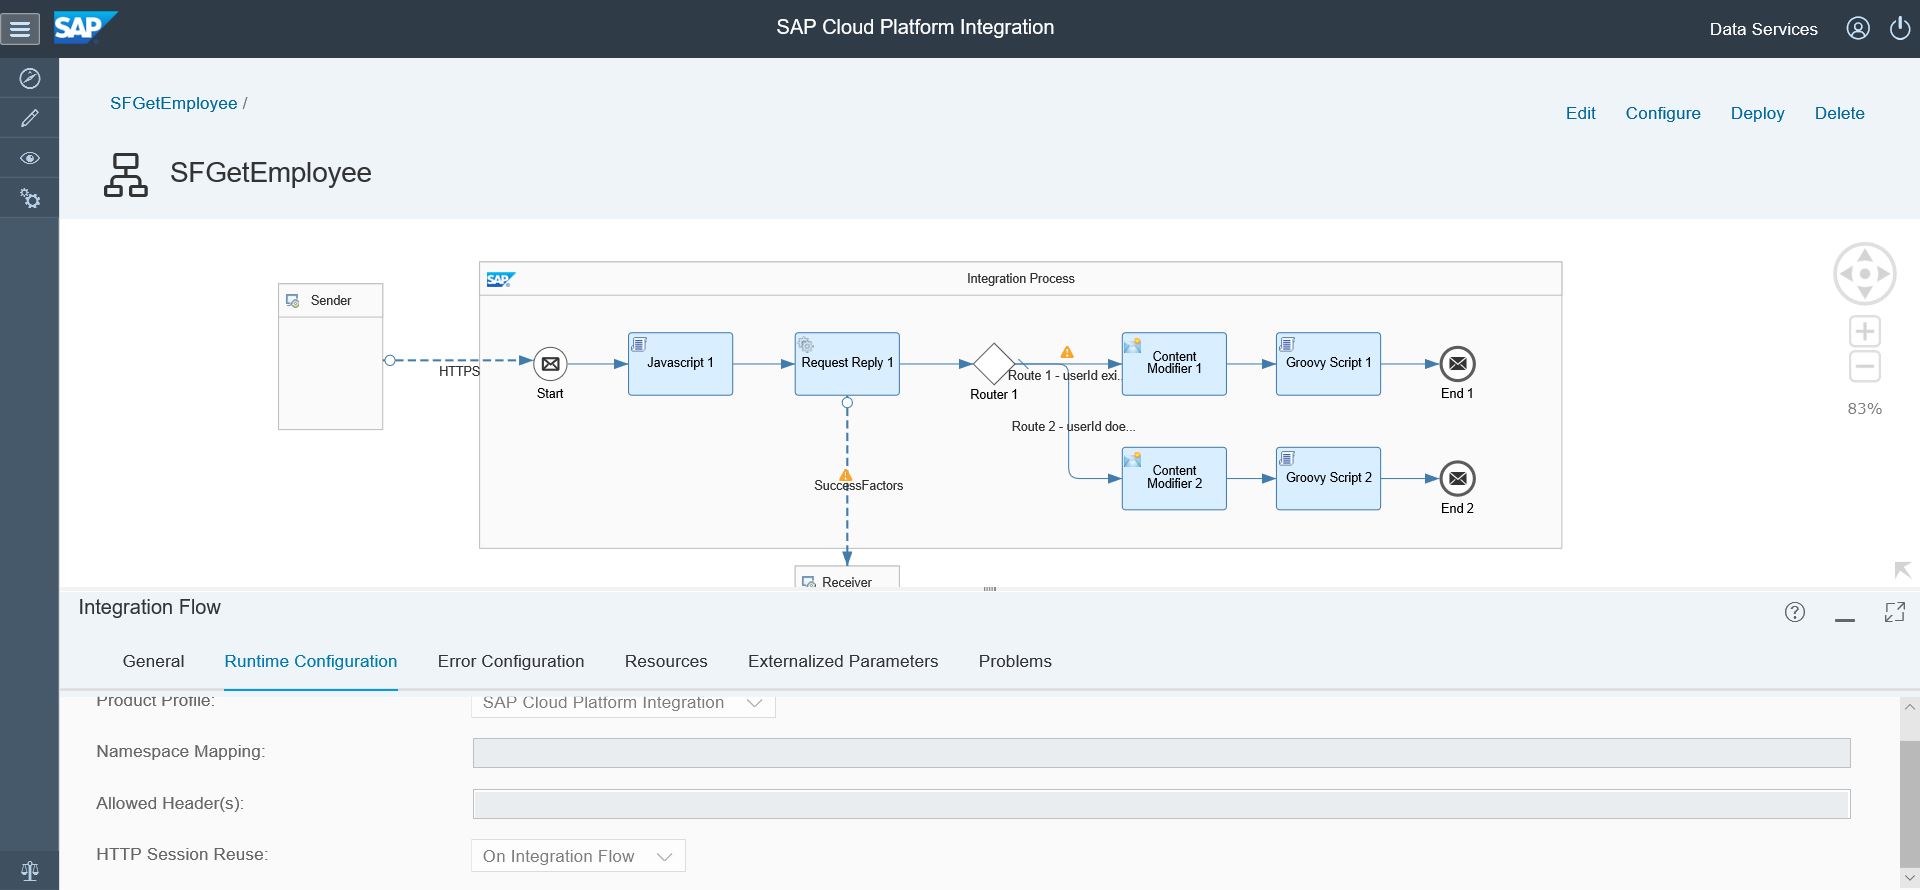 SAP
SAP Cloud Platform Integration
Data Services
SFGetEmployee /
Edit
Configure
Deploy
Delete
SFGetEmployee
SAP
Integration Process
Sender
HTTPS
Start
Javascript 1
Request Reply 1
Router 1
Route 1 - userId exi...
Content
Modifier 1
Groovy Script 1
End 1
Route 2 - userId doe...
Content
Modifier 2
Groovy Script 2
End 2
SuccessFactors
Receiver
83%
Integration Flow
General
Runtime Configuration
Error Configuration
Resources
Externalized Parameters
Problems
Product Profile:
SAP Cloud Platform Integration
Namespace Mapping:
Allowed Header(s):
HTTP Session Reuse:
On Integration Flow